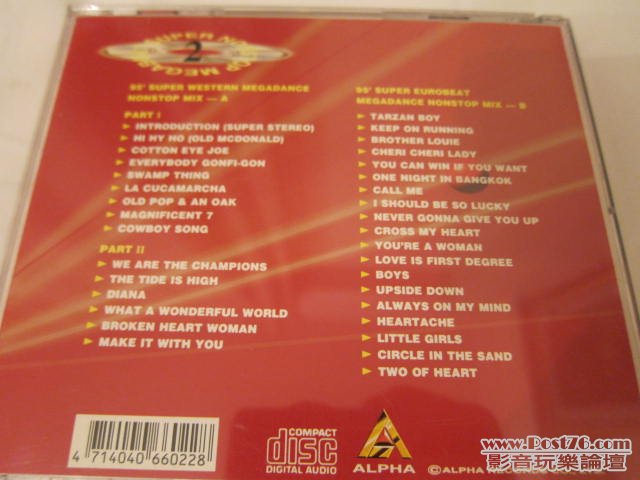 SUPER NONSTOP MEGADANCE
2
95' SUPER WESTERN MEGADANCE
NONSTOP MIX — A
PART I
INTRODUCTION (SUPER STEREO)
HI HY HO (OLD MCDONALD)
COTTON EYE JOE
EVERYBODY GONFI-GON
SWAMP THING
LA CUCAMARCHA
OLD POP & AN OAK
MAGNIFICENT 7
COWBOY SONG
PART II
WE ARE THE CHAMPIONS
THE TIDE IS HIGH
DIANA
WHAT A WONDERFUL WORLD
BROKEN HEART WOMAN
MAKE IT WITH YOU
95' SUPER EUROBEAT
MEGADANCE NONSTOP MIX — B
TARZAN BOY
KEEP ON RUNNING
BROTHER LOUIE
CHERI CHERI LADY
YOU CAN WIN IF YOU WANT
ONE NIGHT IN BANGKOK
CALL ME
I SHOULD BE SO LUCKY
NEVER GONNA GIVE YOU UP
CROSS MY HEART
YOU'RE A WOMAN
LOVE IS FIRST DEGREE
BOYS
UPSIDE DOWN
ALWAYS ON MY MIND
HEARTACHE
LITTLE GIRLS
CIRCLE IN THE SAND
TWO OF HEART
4 714040 660228
COMPACT
disc
DIGITAL AUDIO
ALPHA
©ALPHA RECORDS CO., LTD
www.Post76.com
影音玩樂論壇